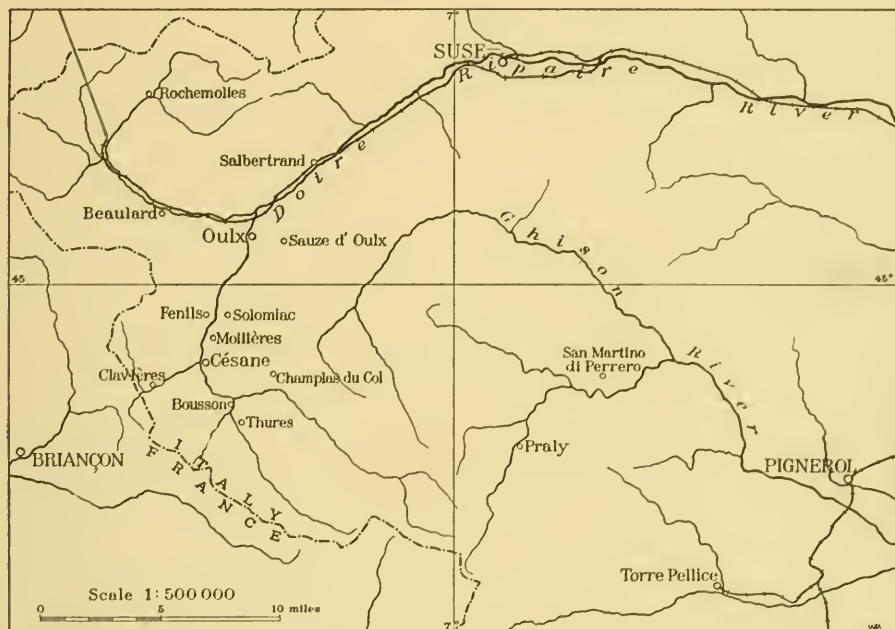 7°
SUSE
Rochemolles
Doire Ripaire River
Salbertrand
Beaulard
Oulx
Sauze d' Oulx
Ghison River
45
45°
Fenils
Solomiac
Mollières
Césane
San Martino
di Perrero
Clavières
Champlas du Col
Bousson
Thures
Praly
BRIANÇON
ITALY
FRANCE
PIGNEROL
Torre Pellice
Scale 1:500 000
0 5 10 miles
7°